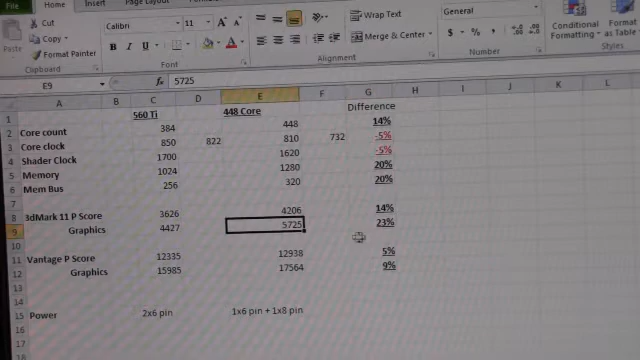 File Home Insert Page Layout
Cut
Copy
Format Painter
Paste
Clipboard
Calibri 11 A A
B I U A
Font
Wrap Text
Merge & Center
Alignment
General
$ % ,
Number
Conditional Formatting
Format as Table
Styles
E9 fx 5725
A B C D E F G H I J K L
1 560 Ti 448 Core Difference
2 Core count 384 448 14%
3 Core clock 850 822 810 732 -5%
4 Shader Clock 1700 1620 -5%
5 Memory 1024 1280 20%
6 Mem Bus 256 320 20%
7
8 3dMark 11 P Score 3626 4206 14%
9 Graphics 4427 5725 23%
10
11 Vantage P Score 12335 12938 5%
12 Graphics 15985 17564 9%
13
14
15 Power 2x6 pin 1x6 pin + 1x8 pin
16
17
18